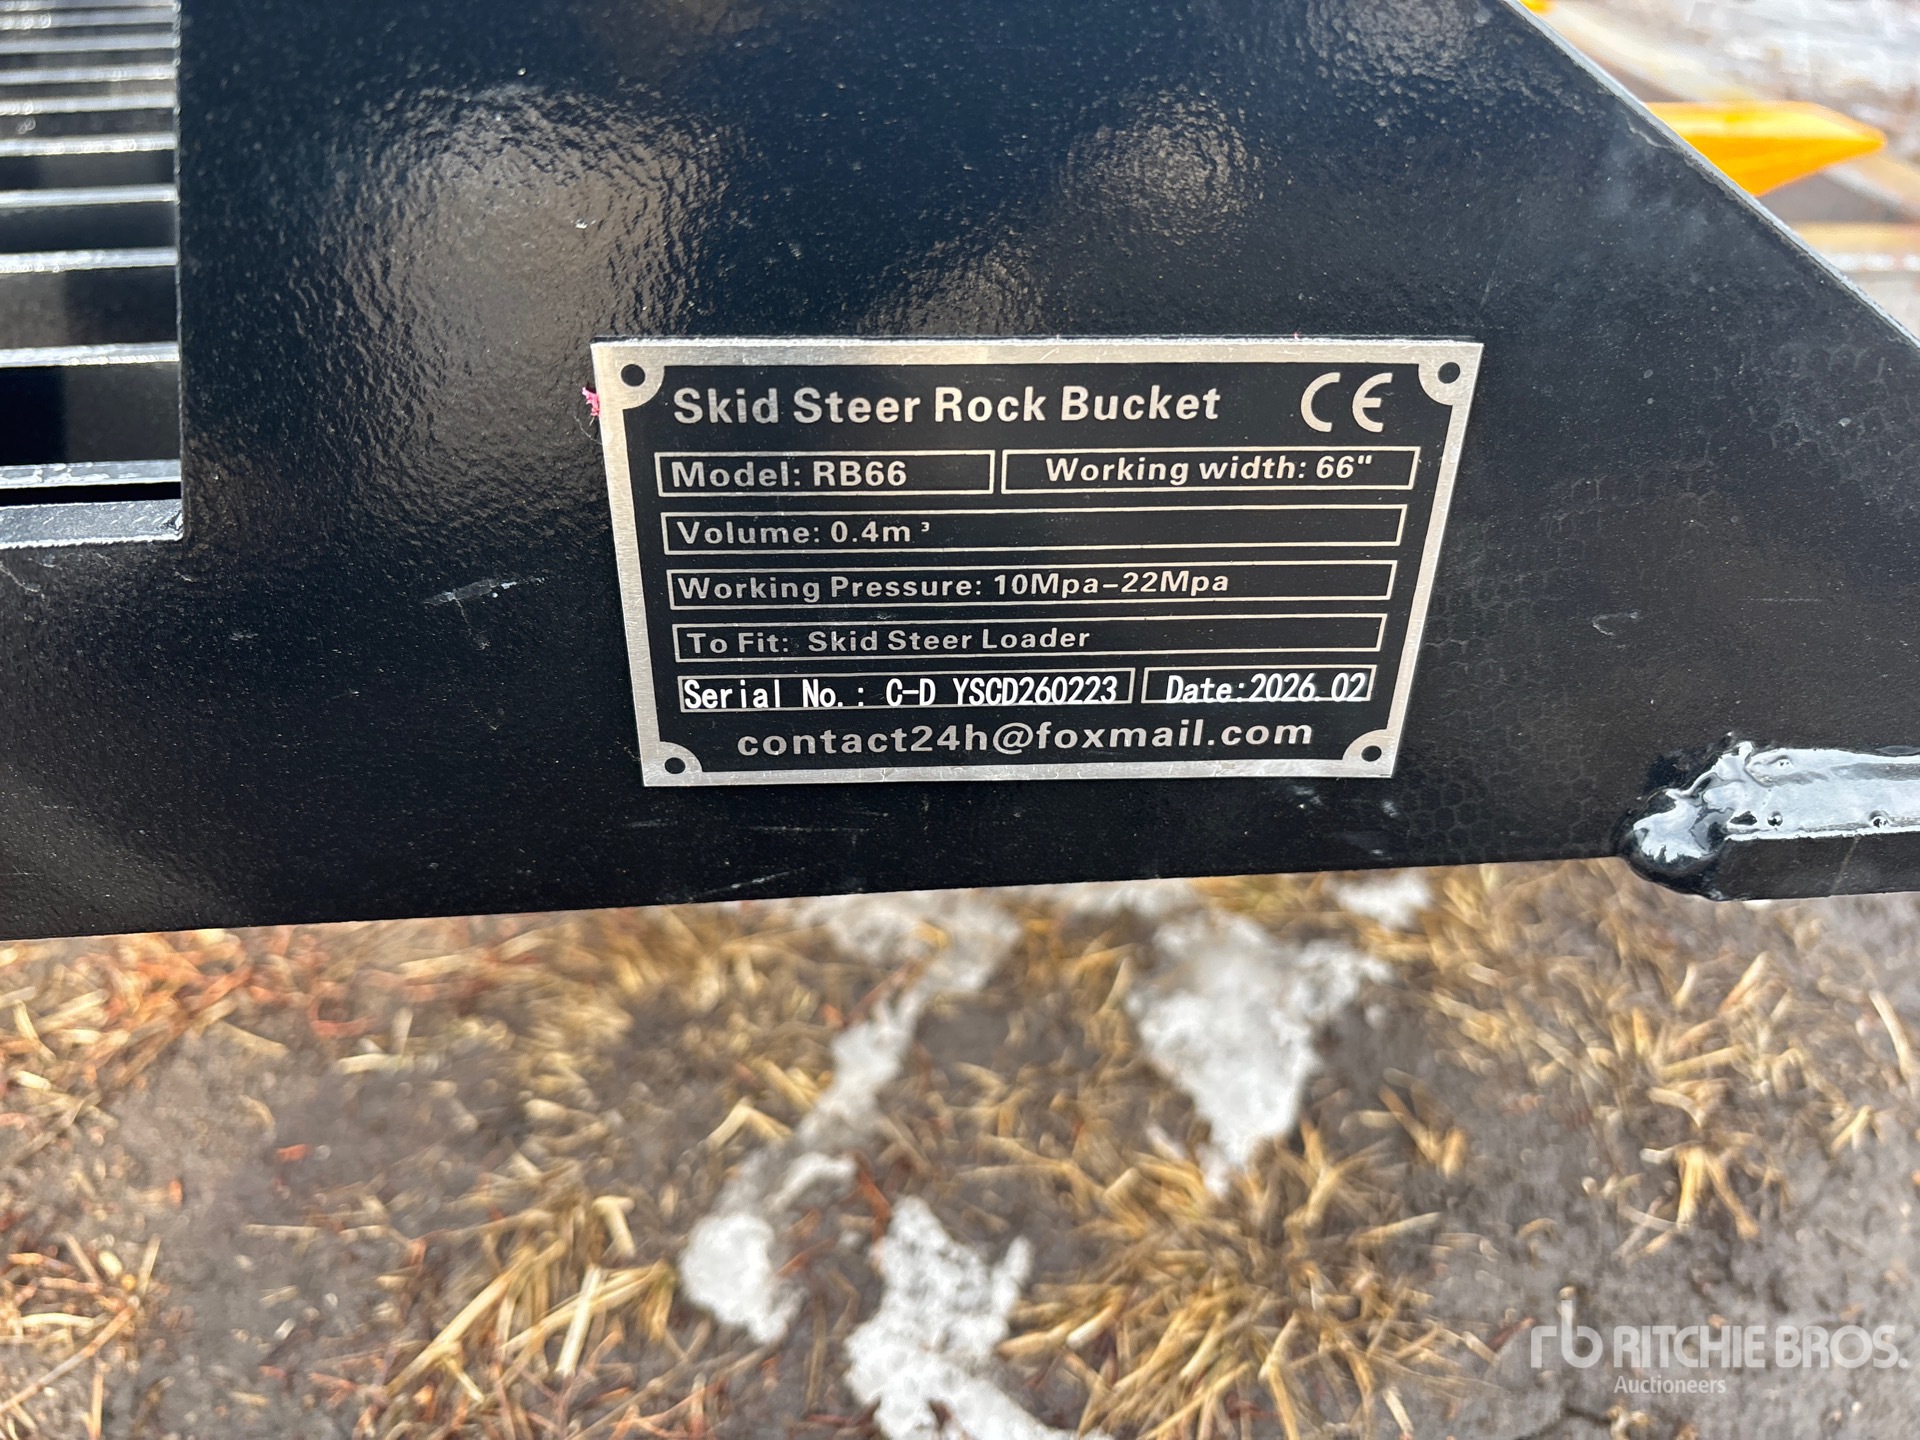 Skid Steer Rock Bucket CE
Model: RB66 Working width: 66"
Volume: 0.4m³
Working Pressure: 10Mpa-22Mpa
To Fit: Skid Steer Loader
Serial No.: C-D YSCD260223 Date:2026.02
contact24h@foxmail.com
rb RITCHIE BROS.
Auctioneers